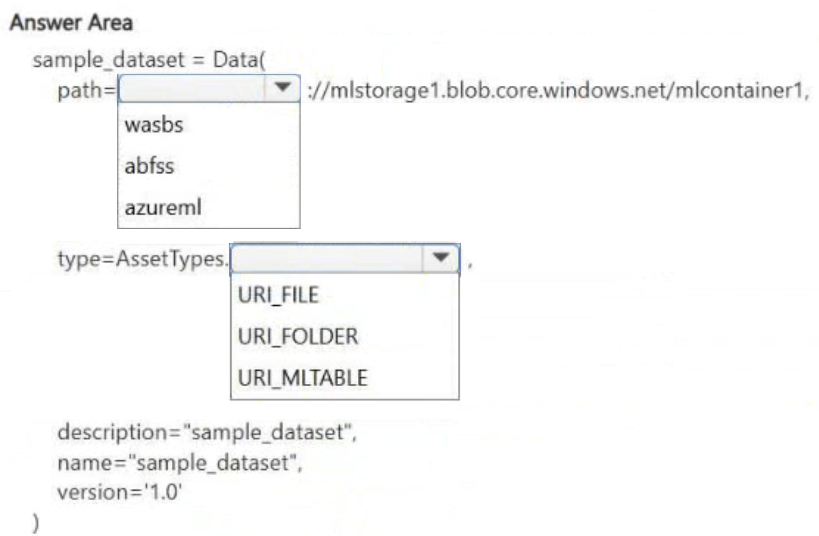 Answer Area
sample_dataset = Data(
path= ://mlstorage1.blob.core.windows.net/mlcontainer1,
wasbs
abfss
azureml
type=AssetTypes. ,
URI_FILE
URI_FOLDER
URI_MLTABLE
description="sample_dataset",
name="sample_dataset",
version='1.0'
)